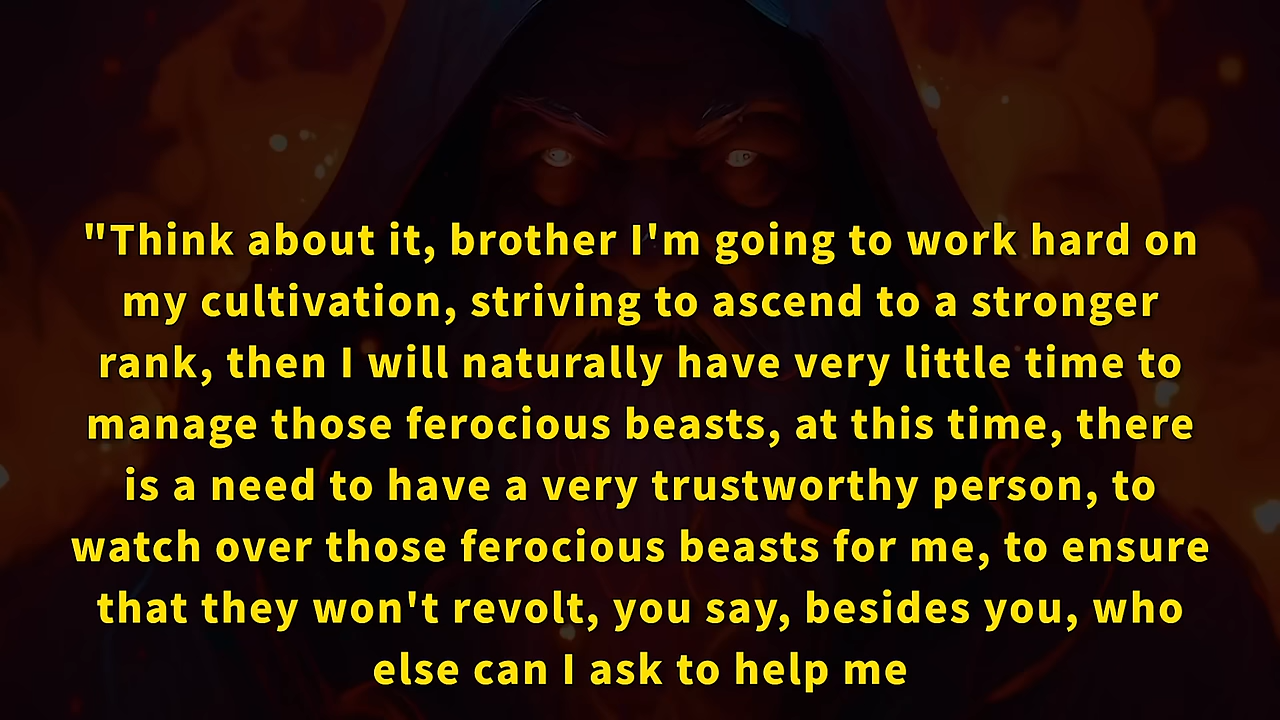 "Think about it, brother I'm going to work hard on
my cultivation, striving to ascend to a stronger
rank, then I will naturally have very little time to
manage those ferocious beasts, at this time, there
is a need to have a very trustworthy person, to
watch over those ferocious beasts for me, to ensure
that they won't revolt, you say, besides you, who
else can I ask to help me